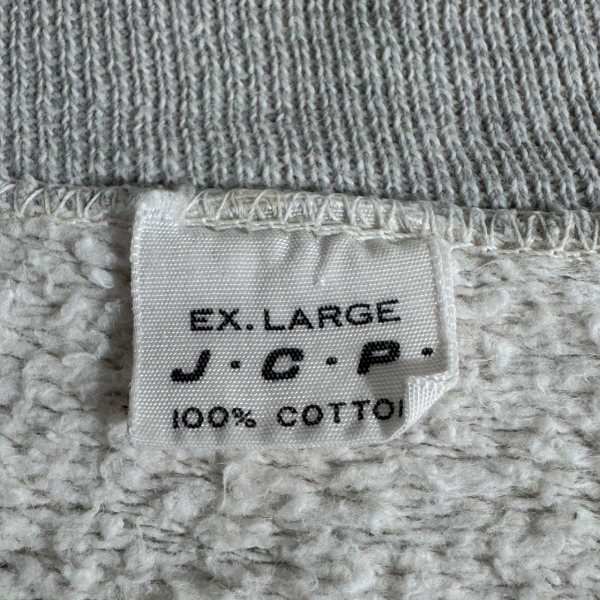 EX. LARGE
J·C·P·
100% COTTO